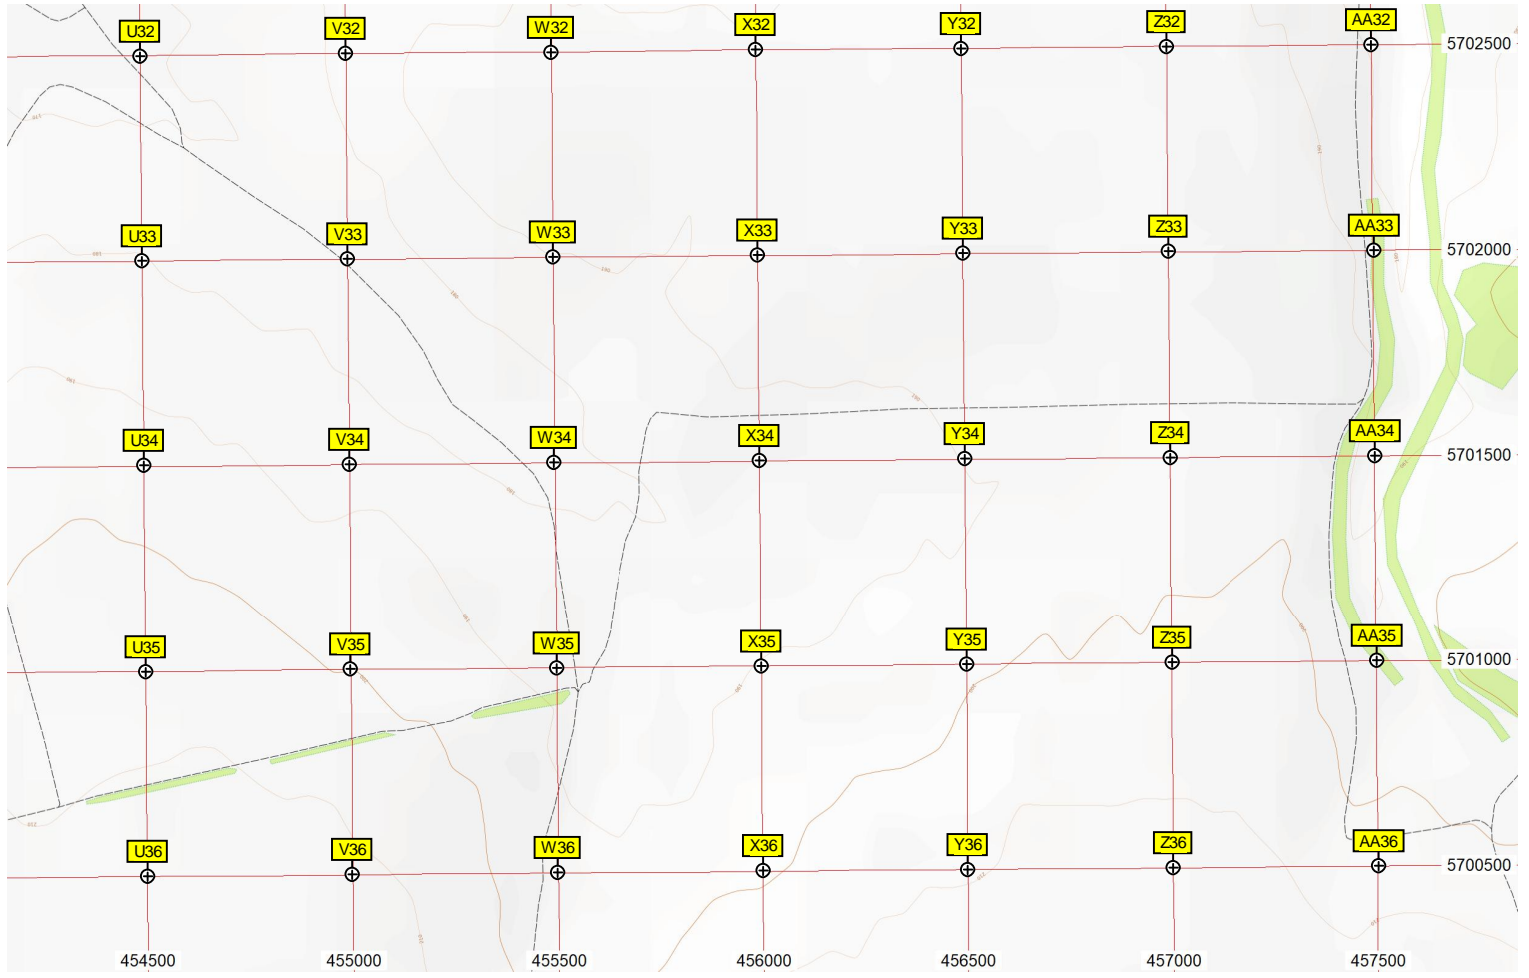 U32 V32 W32 X32 Y32 Z32 AA32
5702500
U33 V33 W33 X33 Y33 Z33 AA33
5702000
U34 V34 W34 X34 Y34 Z34 AA34
5701500
U35 V35 W35 X35 Y35 Z35 AA35
5701000
U36 V36 W36 X36 Y36 Z36 AA36
5700500
454500 455000 455500 456000 456500 457000 457500